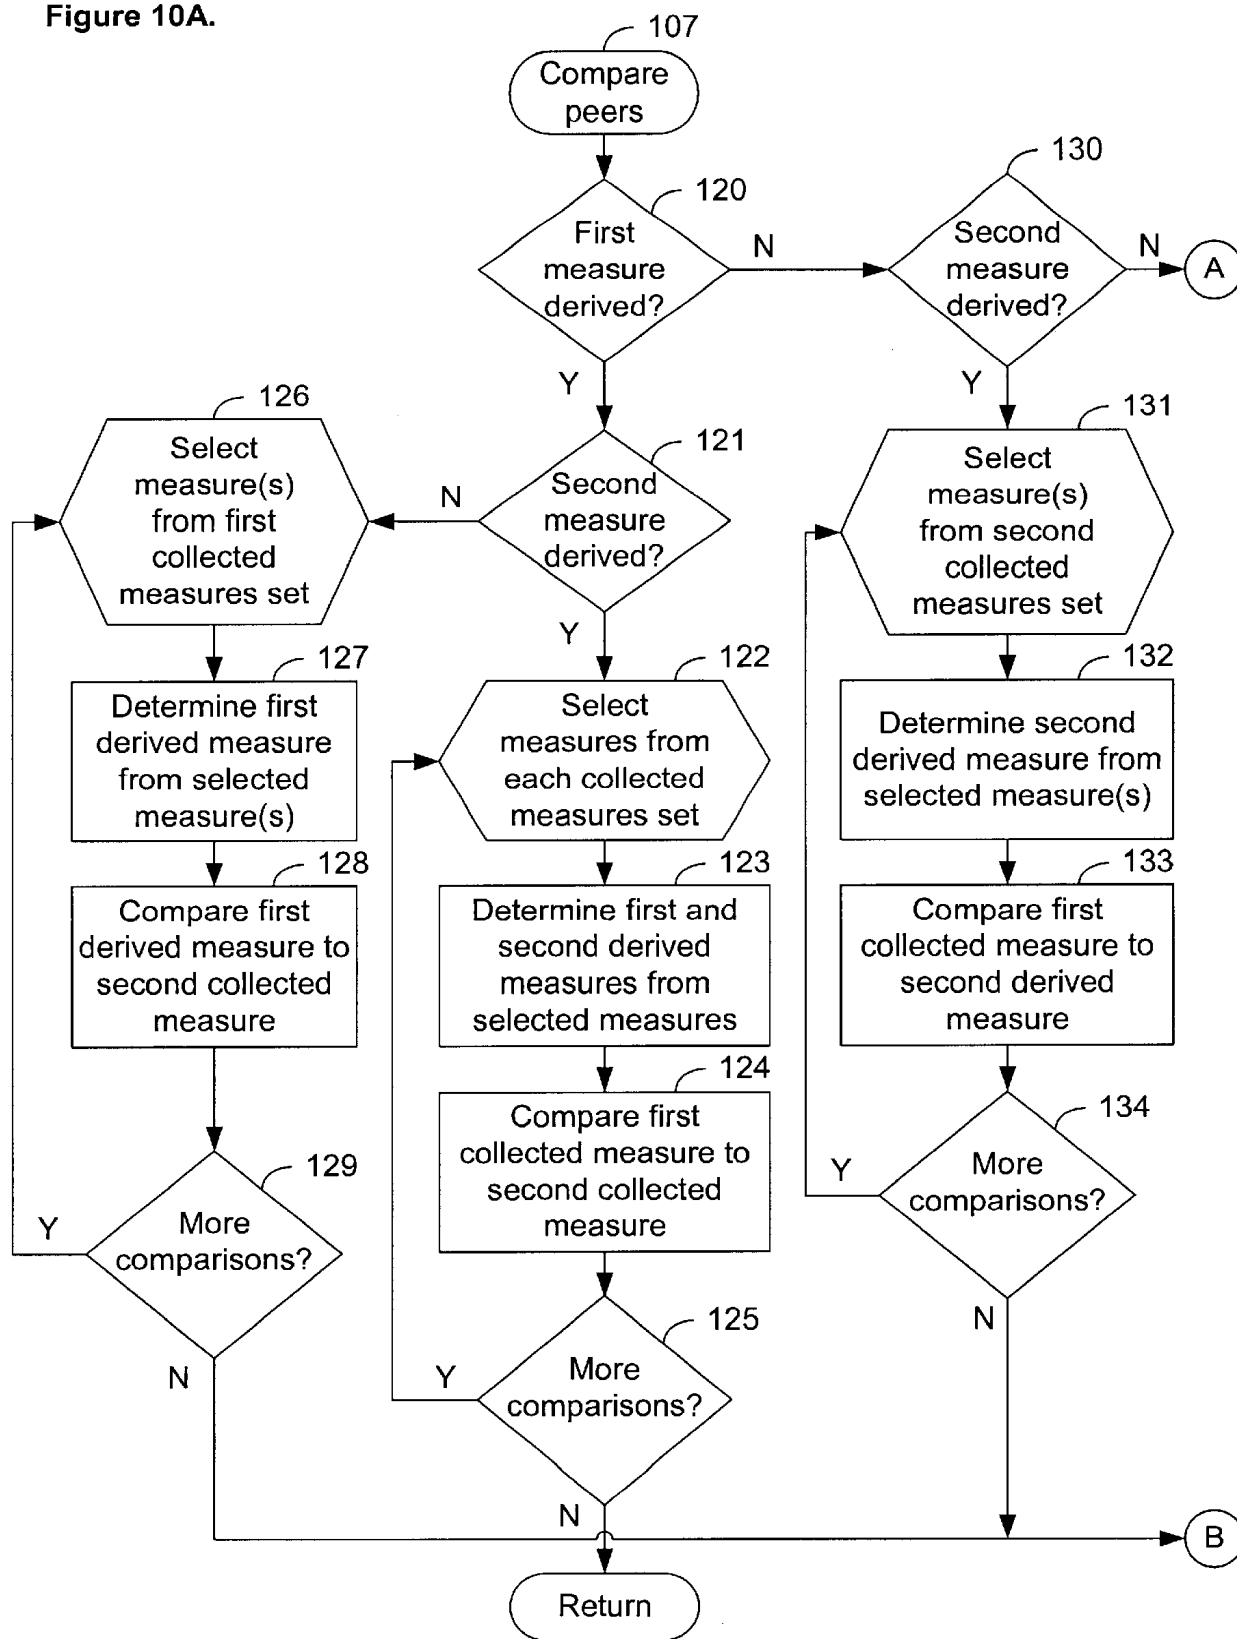 Figure 10A.
107
Compare
peers
120
First
measure
derived?
N
130
Second
measure
derived?
N
A
Y
Y
126
Select
measure(s)
from first
collected
measures set
N
121
Second
measure
derived?
131
Select
measure(s)
from second
collected
measures set
Y
127
Determine first
derived measure
from selected
measure(s)
122
Select
measures from
each collected
measures set
132
Determine second
derived measure from
selected measure(s)
128
Compare first
derived measure to
second collected
measure
123
Determine first and
second derived
measures from
selected measures
133
Compare first
collected measure to
second derived
measure
124
Compare first
collected measure to
second collected
measure
134
More
comparisons?
Y
129
More
comparisons?
Y
N
125
More
comparisons?
Y
N
N
B
Return